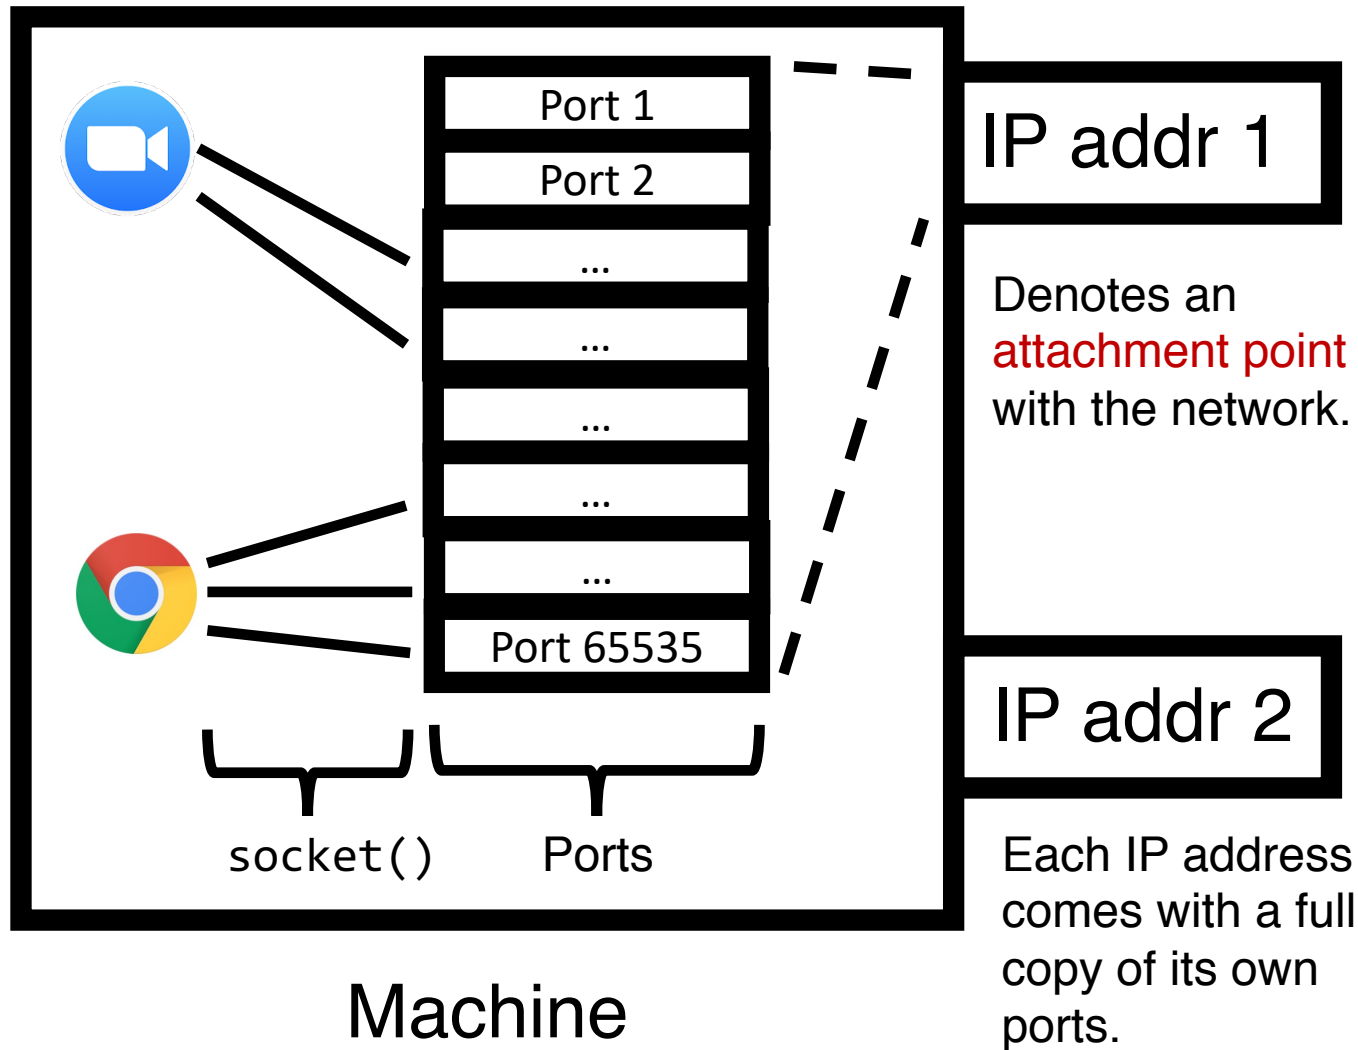 Port 1
Port 2
...
...
...
...
...
Port 65535
socket()
Ports
Machine
IP addr 1
Denotes an
attachment point
with the network.
IP addr 2
Each IP address
comes with a full
copy of its own
ports.